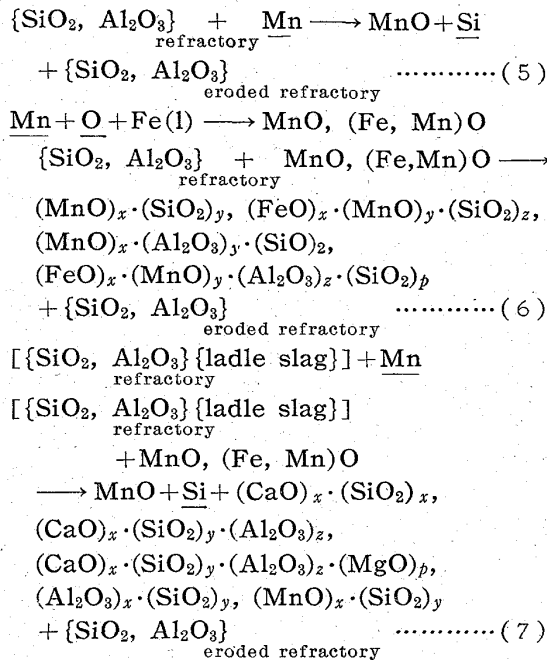 {SiO₂, Al₂O₃} + Mn ⟶ MnO+Si
refractory
+{SiO₂, Al₂O₃} …………(5)
eroded refractory
Mn+O+Fe(l) ⟶ MnO, (Fe, Mn)O
{SiO₂, Al₂O₃} + MnO, (Fe,Mn)O ⟶
refractory
(MnO)ₓ·(SiO₂)ᵧ, (FeO)ₓ·(MnO)ᵧ·(SiO₂)z,
(MnO)ₓ·(Al₂O₃)ᵧ·(SiO)₂,
(FeO)ₓ·(MnO)ᵧ·(Al₂O₃)z·(SiO₂)ₚ
+{SiO₂, Al₂O₃} …………(6)
eroded refractory
[{SiO₂, Al₂O₃}{ladle slag}]+Mn
refractory
[{SiO₂, Al₂O₃}{ladle slag}]
refractory
+MnO, (Fe, Mn)O
⟶ MnO+Si+(CaO)ₓ·(SiO₂)ₓ,
(CaO)ₓ·(SiO₂)ᵧ·(Al₂O₃)z,
(CaO)ₓ·(SiO₂)ᵧ·(Al₂O₃)z·(MgO)ₚ,
(Al₂O₃)ₓ·(SiO₂)ᵧ, (MnO)ₓ·(SiO₂)ᵧ
+{SiO₂, Al₂O₃} …………(7)
eroded refractory